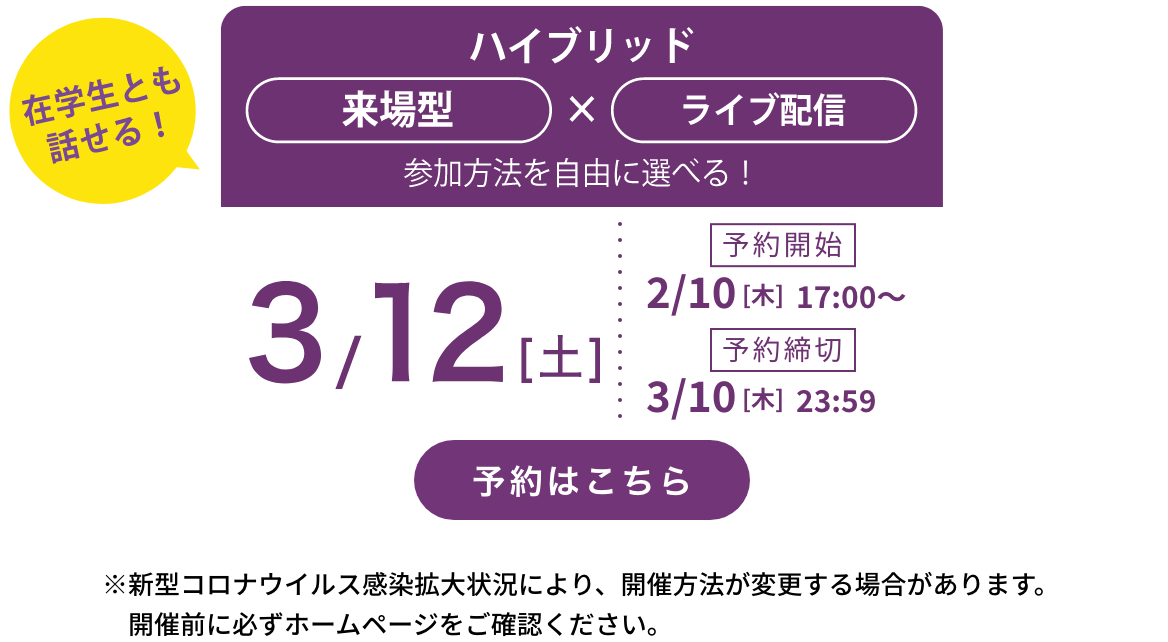 在学生とも
話せる！
ハイブリッド
来場型 × ライブ配信
参加方法を自由に選べる！
3/12[土]
予約開始
2/10[木] 17:00〜
予約締切
3/10[木] 23:59
予約はこちら
※新型コロナウイルス感染拡大状況により、開催方法が変更する場合があります。
開催前に必ずホームページをご確認ください。